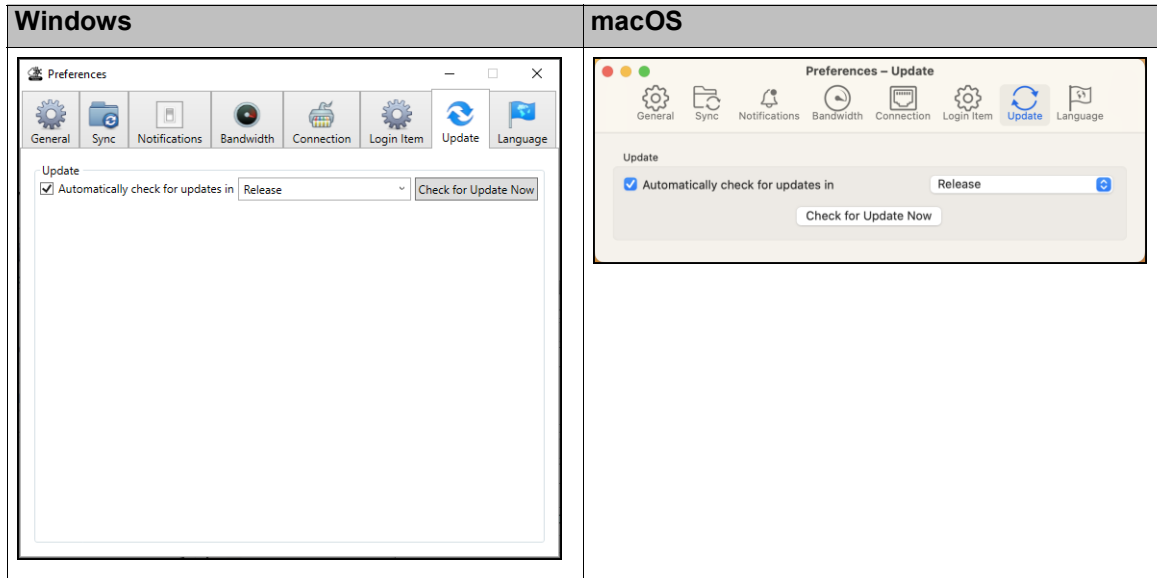 Windows
macOS
Preferences
General Sync Notifications Bandwidth Connection Login Item Update Language
Update
Automatically check for updates in Release Check for Update Now
Preferences – Update
General Sync Notifications Bandwidth Connection Login Item Update Language
Update
Automatically check for updates in Release
Check for Update Now